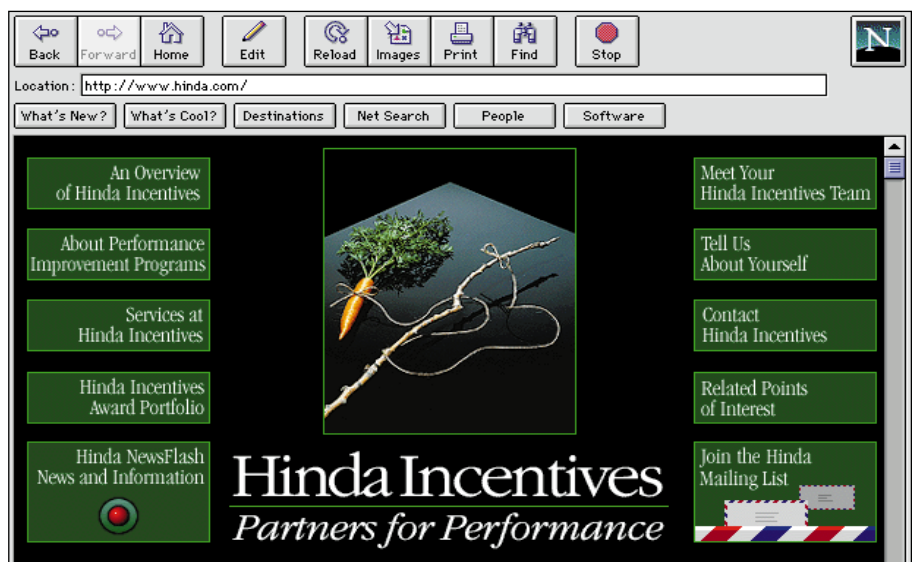 Back Forward Home Edit Reload Images Print Find Stop
N
Location: http://www.hinda.com/
What's New? What's Cool? Destinations Net Search People Software
An Overview
of Hinda Incentives
About Performance
Improvement Programs
Services at
Hinda Incentives
Hinda Incentives
Award Portfolio
Hinda NewsFlash
News and Information
Meet Your
Hinda Incentives Team
Tell Us
About Yourself
Contact
Hinda Incentives
Related Points
of Interest
Join the Hinda
Mailing List
Hinda Incentives
Partners for Performance